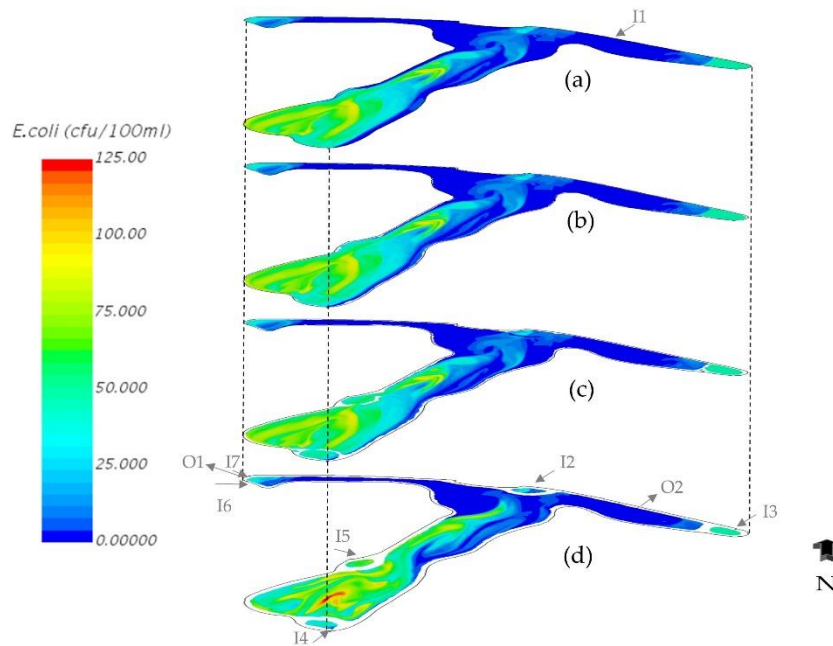 I1
(a)
E.coli (cfu/100ml)
125.00
100.00
75.000
50.000
25.000
0.00000
(b)
(c)
O1
I7
I6
I2
O2
I3
I5
(d)
I4
N